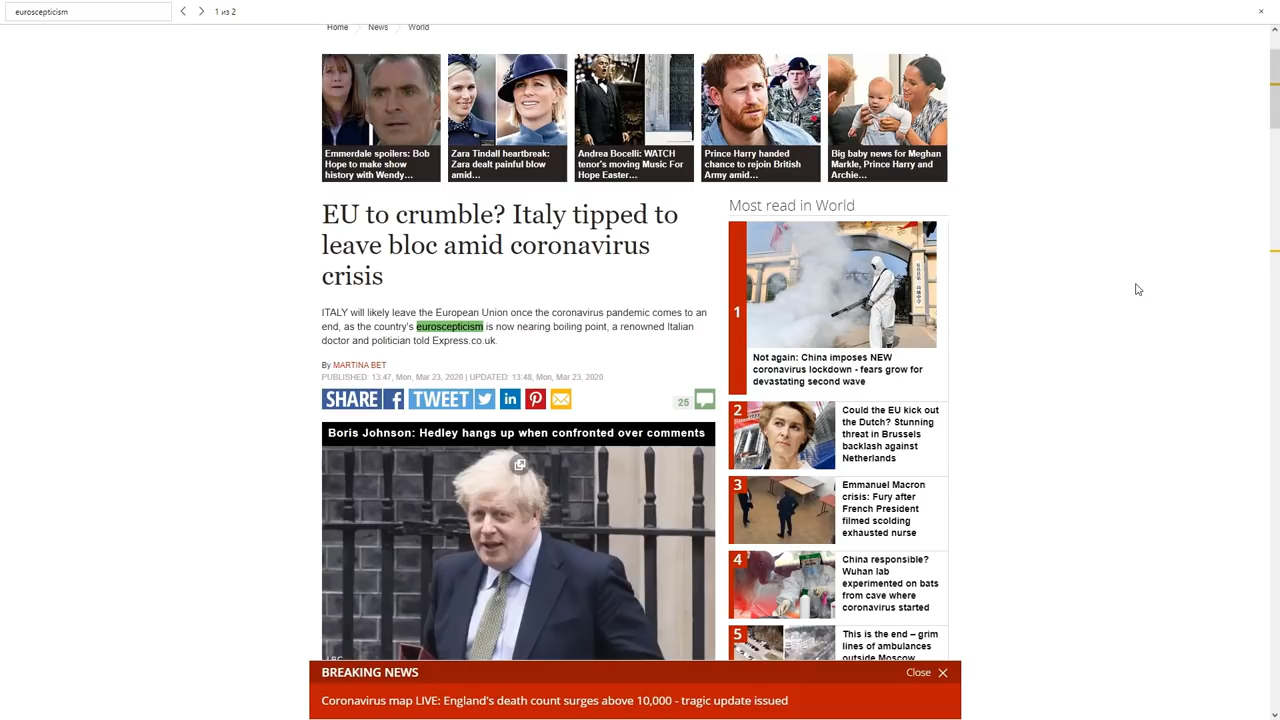 euroscepticism
1 из 2
Home
News
World
Emmerdale spoilers: Bob
Hope to make show
history with Wendy…
Zara Tindall heartbreak:
Zara dealt painful blow
amid…
Andrea Bocelli: WATCH
tenor's moving Music For
Hope Easter…
Prince Harry handed
chance to rejoin British
Army amid…
Big baby news for Meghan
Markle, Prince Harry and
Archie…
EU to crumble? Italy tipped to
leave bloc amid coronavirus
crisis
ITALY will likely leave the European Union once the coronavirus pandemic comes to an
end, as the country's euroscepticism is now nearing boiling point, a renowned Italian
doctor and politician told Express.co.uk.
By MARTINA BET
PUBLISHED: 13:47, Mon, Mar 23, 2020 | UPDATED: 13:48, Mon, Mar 23, 2020
SHARE
TWEET
25
Boris Johnson: Hedley hangs up when confronted over comments
LBC
Most read in World
1
Not again: China imposes NEW
coronavirus lockdown - fears grow for
devastating second wave
2
Could the EU kick out
the Dutch? Stunning
threat in Brussels
backlash against
Netherlands
3
Emmanuel Macron
crisis: Fury after
French President
filmed scolding
exhausted nurse
4
China responsible?
Wuhan lab
experimented on bats
from cave where
coronavirus started
5
This is the end – grim
lines of ambulances
outside Moscow
BREAKING NEWS
Close
Coronavirus map LIVE: England's death count surges above 10,000 - tragic update issued